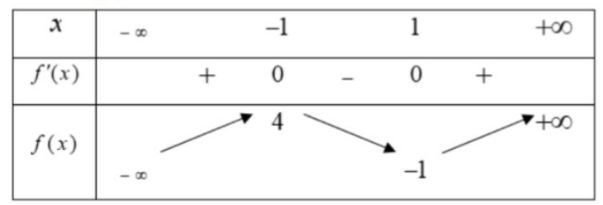 x – ∞ –1 1 +∞
f'(x) + 0 – 0 +
4 +∞
f(x)
– ∞ –1